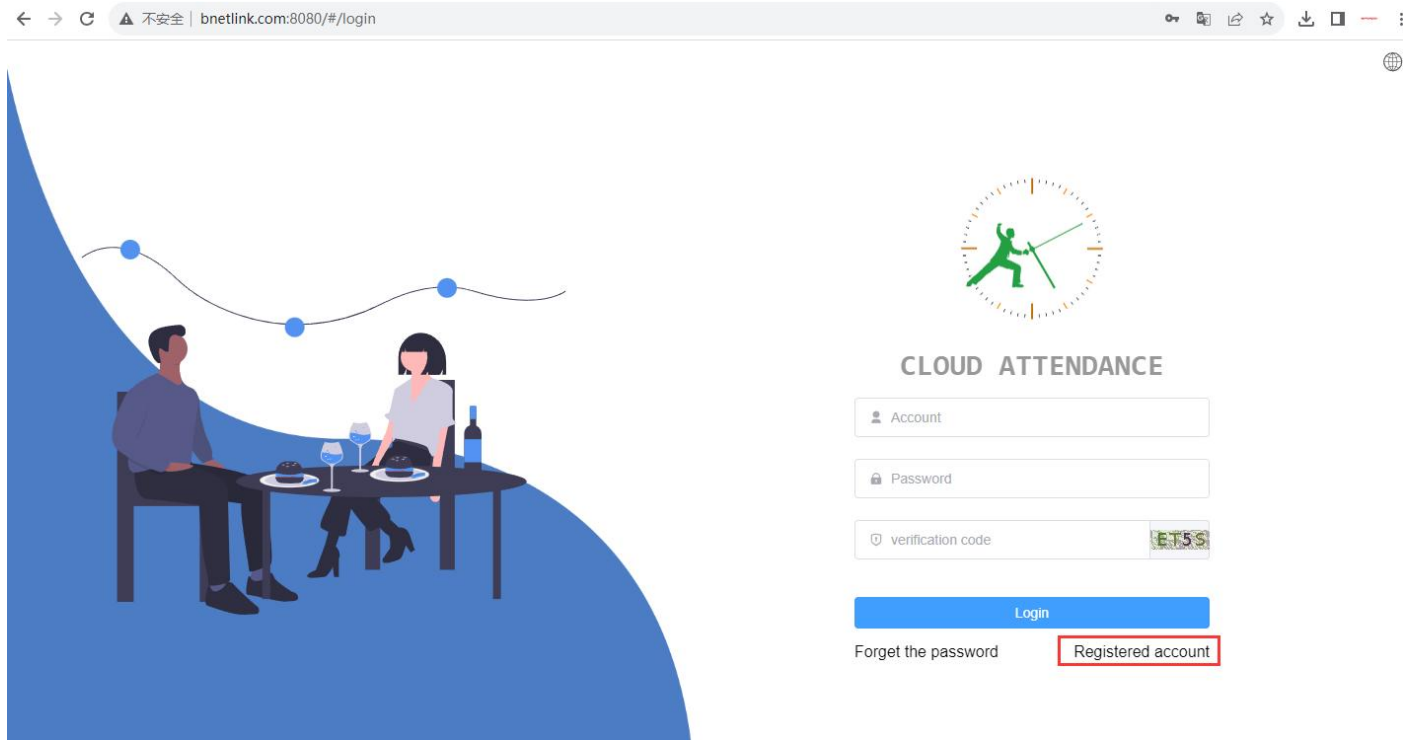 不安全 bnetlink.com:8080/#/login
CLOUD ATTENDANCE
Account
Password
verification code
ET5S
Login
Forget the password
Registered account